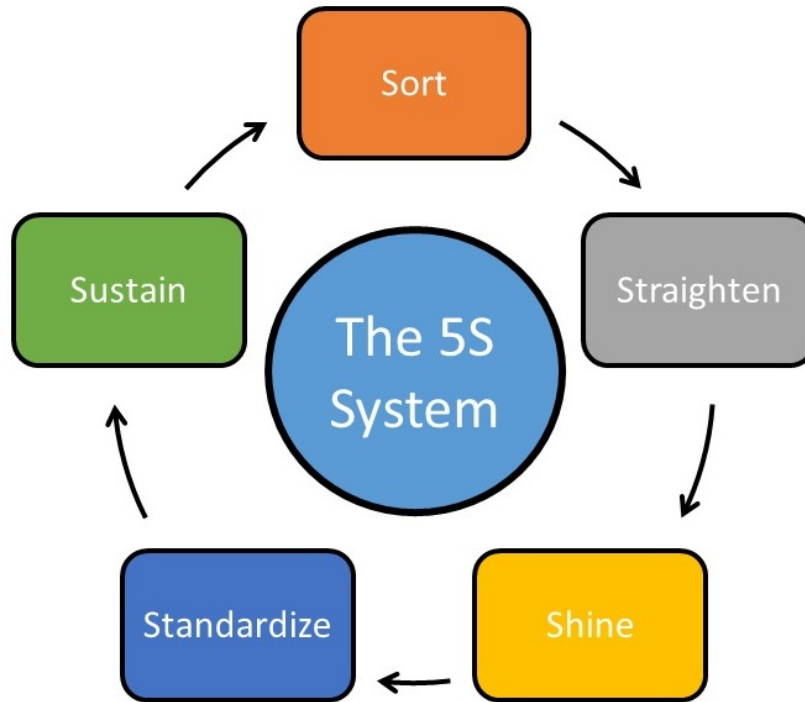 Sort
Straighten
Shine
Standardize
Sustain
The 5S
System